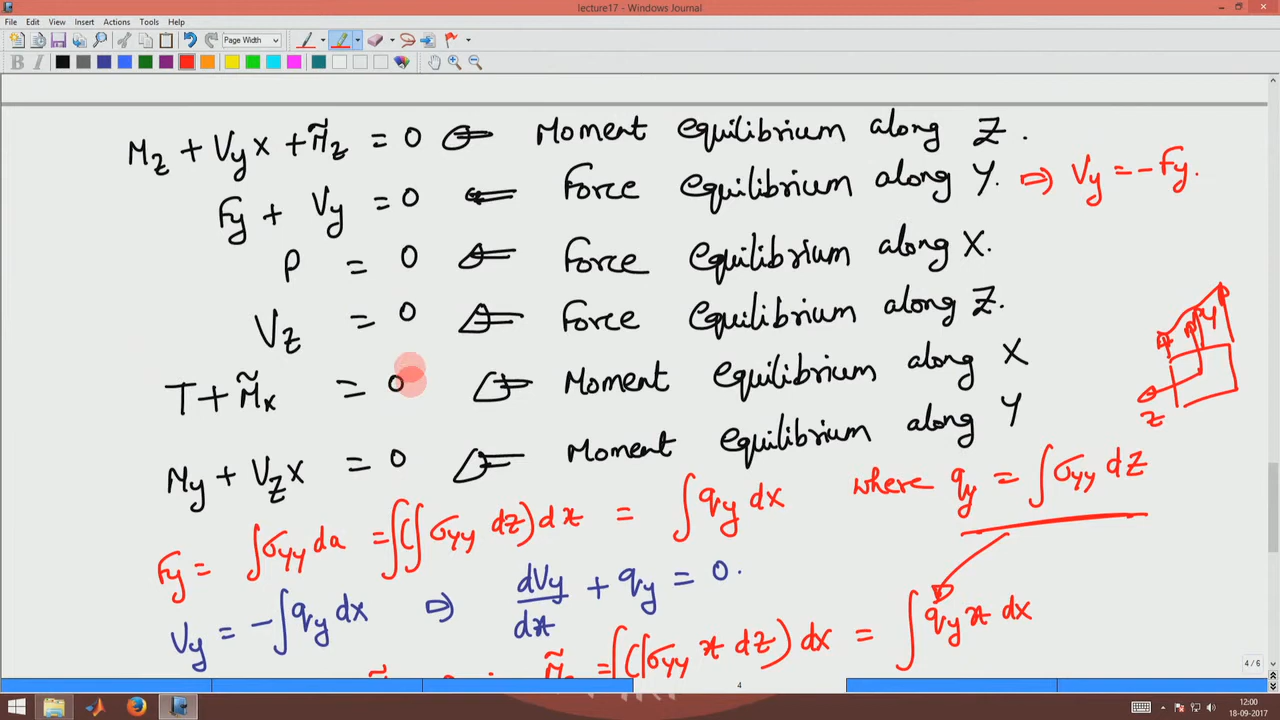 lecture17 - Windows Journal
File Edit View Insert Actions Tools Help
Page Width
B I
M_Z + V_y x + M̃_Z = 0 Moment equilibrium along Z.
F_y + V_y = 0 Force equilibrium along Y. ⇒ V_y = -F_y.
P = 0 Force equilibrium along X.
V_Z = 0 Force equilibrium along Z.
T + M̃_x = 0 Moment equilibrium along X
M_y + V_Z x = 0 Moment equilibrium along Y
y
Z
F_y = ∫σ_yy da = ∫(∫σ_yy dz) dx = ∫q_y dx where q_y = ∫σ_yy dz
V_y = -∫q_y dx ⇒ dV_y/dx + q_y = 0.
= ∫(∫σ_yy x dz) dx = ∫q_y x dx
4 / 6
4
12:00
18-09-2017